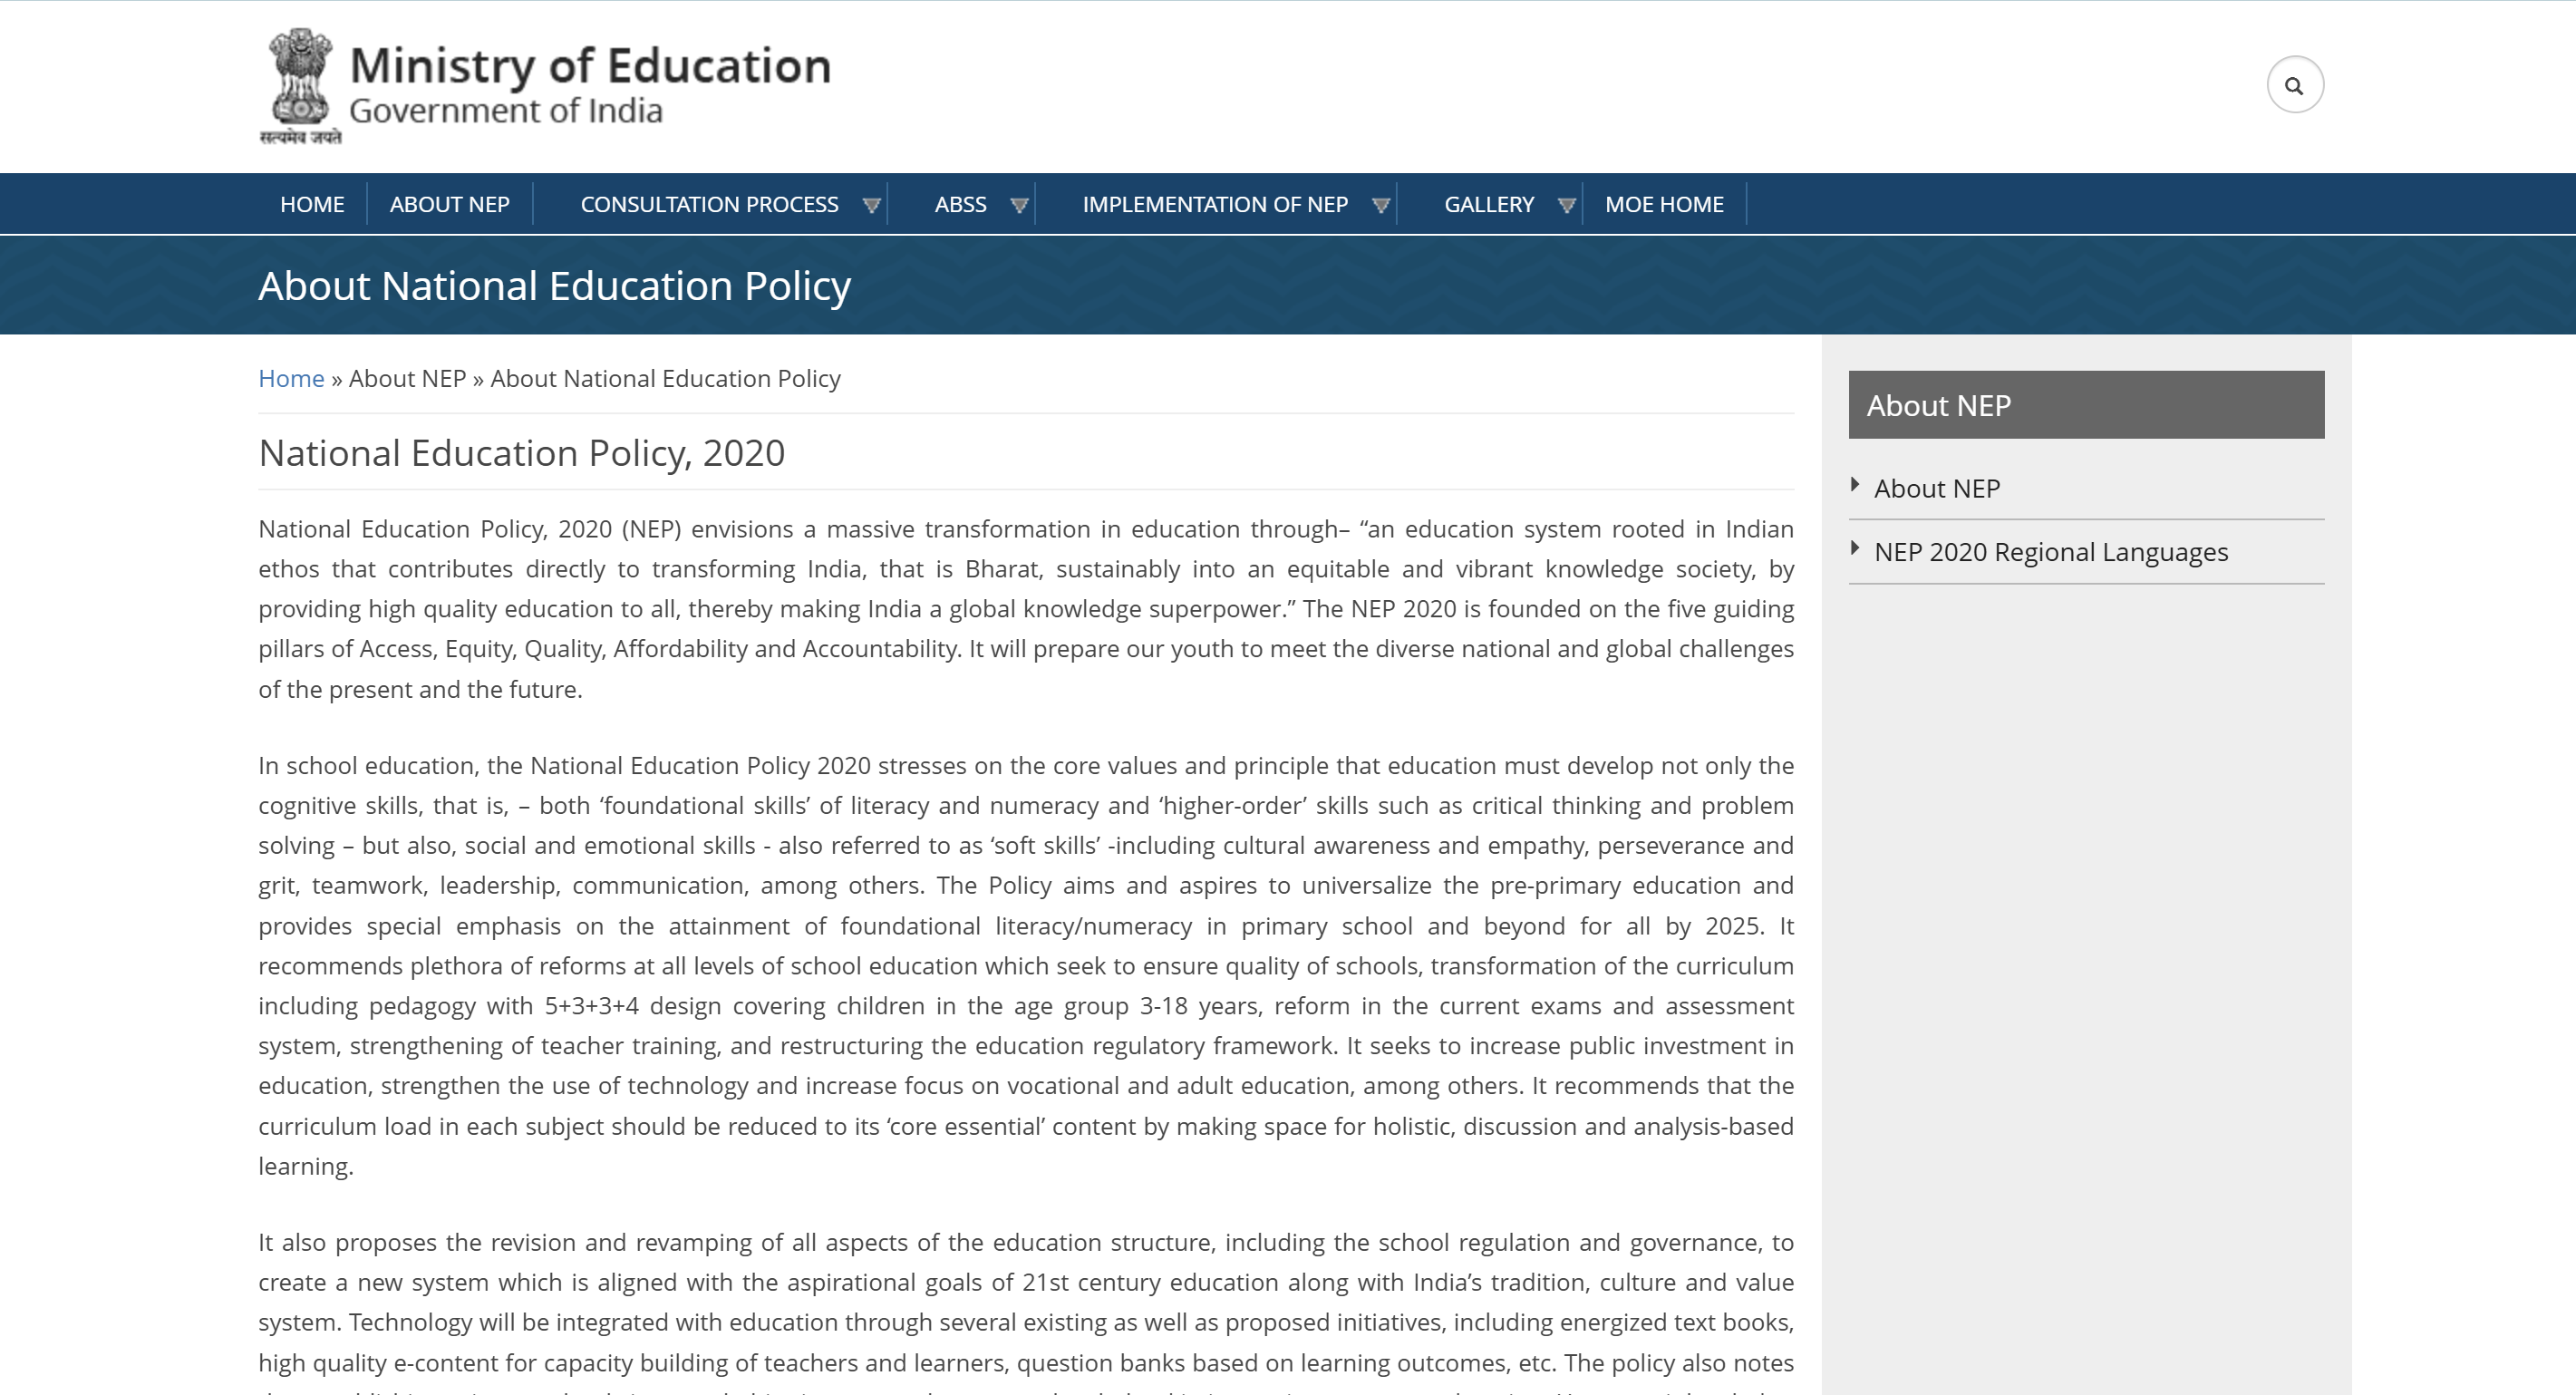 सत्यमेव जयते
Ministry of Education
Government of India
HOME
ABOUT NEP
CONSULTATION PROCESS
ABSS
IMPLEMENTATION OF NEP
GALLERY
MOE HOME
About National Education Policy
Home » About NEP » About National Education Policy
National Education Policy, 2020
National Education Policy, 2020 (NEP) envisions a massive transformation in education through– “an education system rooted in Indian
ethos that contributes directly to transforming India, that is Bharat, sustainably into an equitable and vibrant knowledge society, by
providing high quality education to all, thereby making India a global knowledge superpower.” The NEP 2020 is founded on the five guiding
pillars of Access, Equity, Quality, Affordability and Accountability. It will prepare our youth to meet the diverse national and global challenges
of the present and the future.
In school education, the National Education Policy 2020 stresses on the core values and principle that education must develop not only the
cognitive skills, that is, – both ‘foundational skills’ of literacy and numeracy and ‘higher-order’ skills such as critical thinking and problem
solving – but also, social and emotional skills - also referred to as ‘soft skills’ -including cultural awareness and empathy, perseverance and
grit, teamwork, leadership, communication, among others. The Policy aims and aspires to universalize the pre-primary education and
provides special emphasis on the attainment of foundational literacy/numeracy in primary school and beyond for all by 2025. It
recommends plethora of reforms at all levels of school education which seek to ensure quality of schools, transformation of the curriculum
including pedagogy with 5+3+3+4 design covering children in the age group 3-18 years, reform in the current exams and assessment
system, strengthening of teacher training, and restructuring the education regulatory framework. It seeks to increase public investment in
education, strengthen the use of technology and increase focus on vocational and adult education, among others. It recommends that the
curriculum load in each subject should be reduced to its ‘core essential’ content by making space for holistic, discussion and analysis-based
learning.
It also proposes the revision and revamping of all aspects of the education structure, including the school regulation and governance, to
create a new system which is aligned with the aspirational goals of 21st century education along with India’s tradition, culture and value
system. Technology will be integrated with education through several existing as well as proposed initiatives, including energized text books,
high quality e-content for capacity building of teachers and learners, question banks based on learning outcomes, etc. The policy also notes
About NEP
About NEP
NEP 2020 Regional Languages